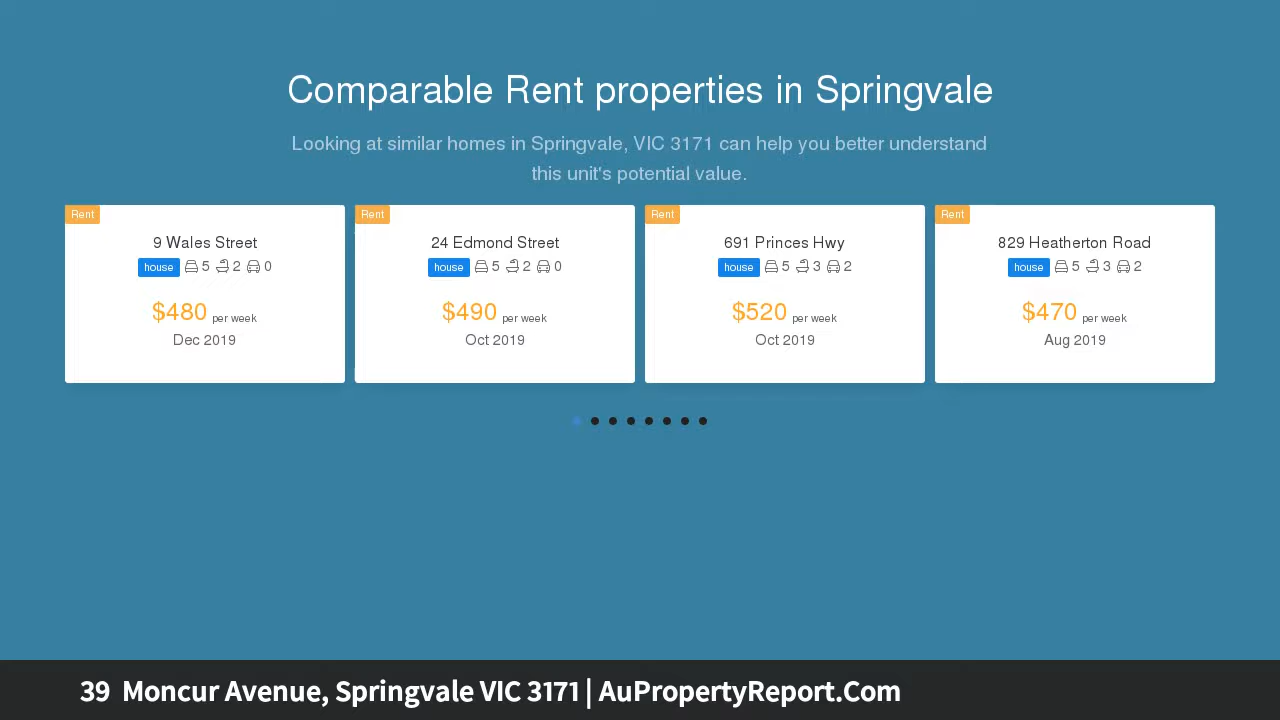 Comparable Rent properties in Springvale
Looking at similar homes in Springvale, VIC 3171 can help you better understand
this unit's potential value.
Rent
9 Wales Street
house 5 2 0
$480 per week
Dec 2019
Rent
24 Edmond Street
house 5 2 0
$490 per week
Oct 2019
Rent
691 Princes Hwy
house 5 3 2
$520 per week
Oct 2019
Rent
829 Heatherton Road
house 5 3 2
$470 per week
Aug 2019
39 Moncur Avenue, Springvale VIC 3171 | AuPropertyReport.Com